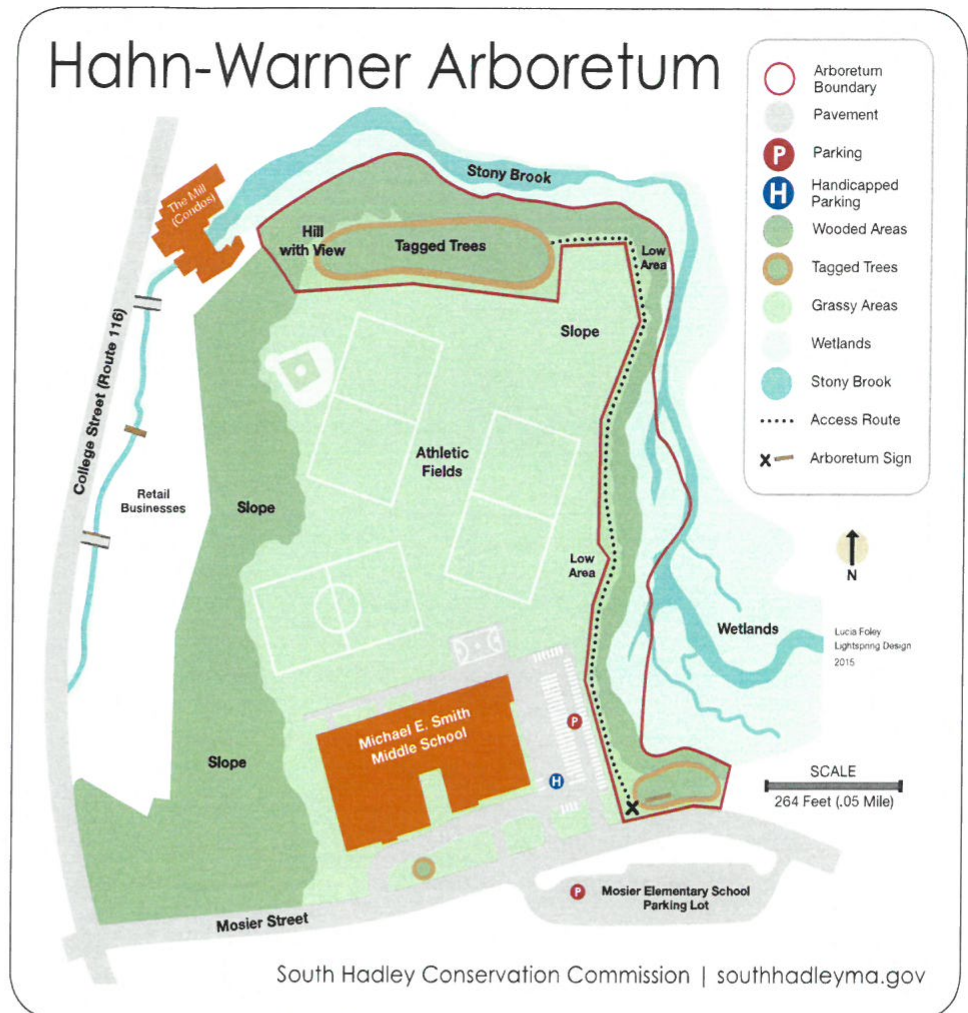 Hahn-Warner Arboretum
Arboretum
Boundary
Pavement
P
Parking
H
Handicapped
Parking
Wooded Areas
Tagged Trees
Grassy Areas
Wetlands
Stony Brook
Access Route
X
Arboretum Sign
The Mill
(Condos)
Stony Brook
Hill
with View
Tagged Trees
Low
Area
Slope
College Street (Route 116)
Athletic
Fields
Retail
Businesses
Slope
N
Low
Area
Wetlands
Lucia Foley
Lightspring Design
2015
Michael E. Smith
Middle School
P
H
Slope
SCALE
264 Feet (.05 Mile)
X
P
Mosier Elementary School
Parking Lot
Mosier Street
South Hadley Conservation Commission | southhadleyma.gov